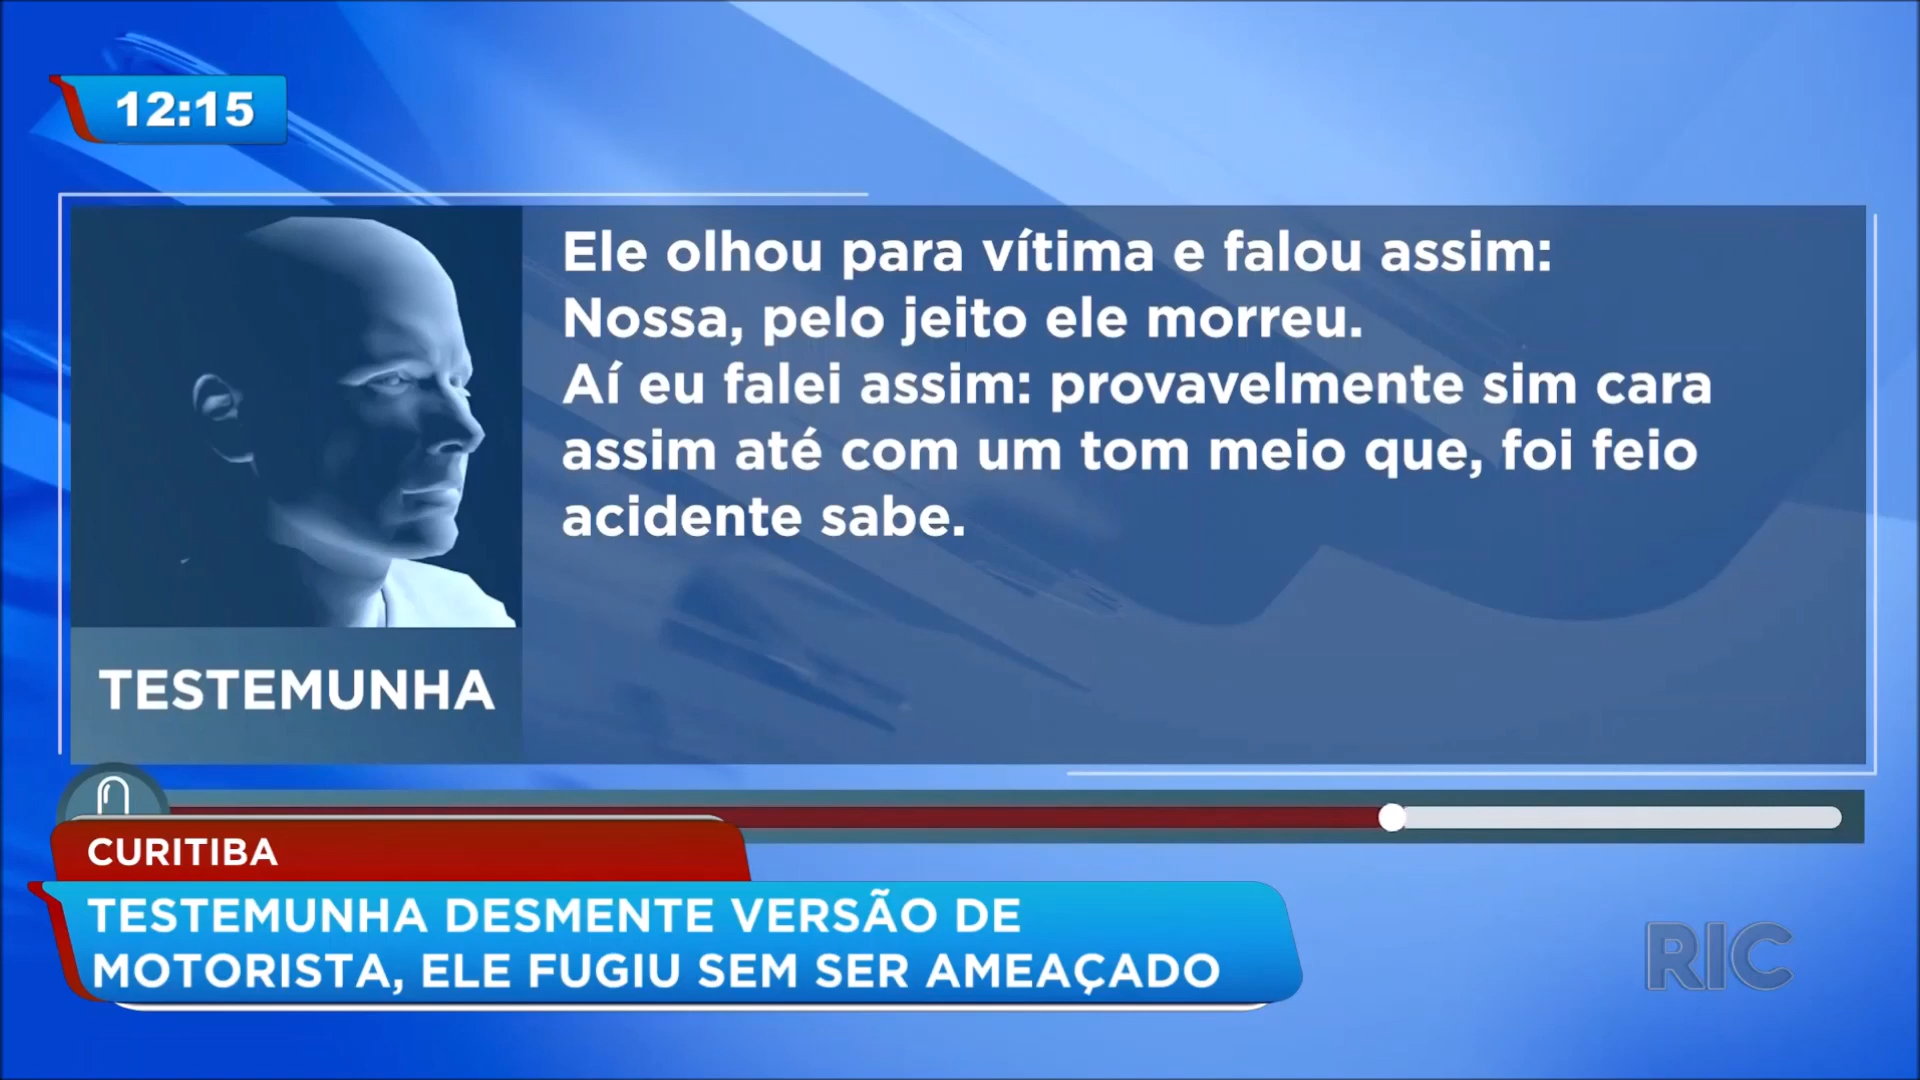 12:15
Ele olhou para vítima e falou assim:
Nossa, pelo jeito ele morreu.
Aí eu falei assim: provavelmente sim cara
assim até com um tom meio que, foi feio
acidente sabe.
TESTEMUNHA
CURITIBA
TESTEMUNHA DESMENTE VERSÃO DE
MOTORISTA, ELE FUGIU SEM SER AMEAÇADO
RIC